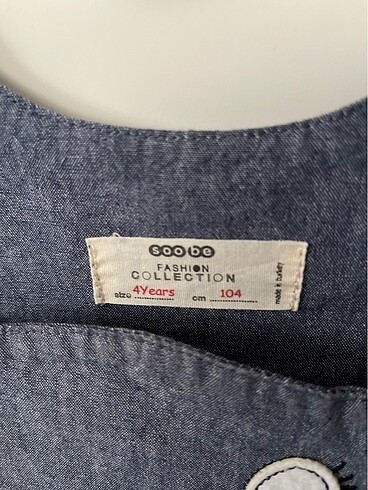 soobe
FASHION
COLLECTION
size 4Years cm 104
made in turkey